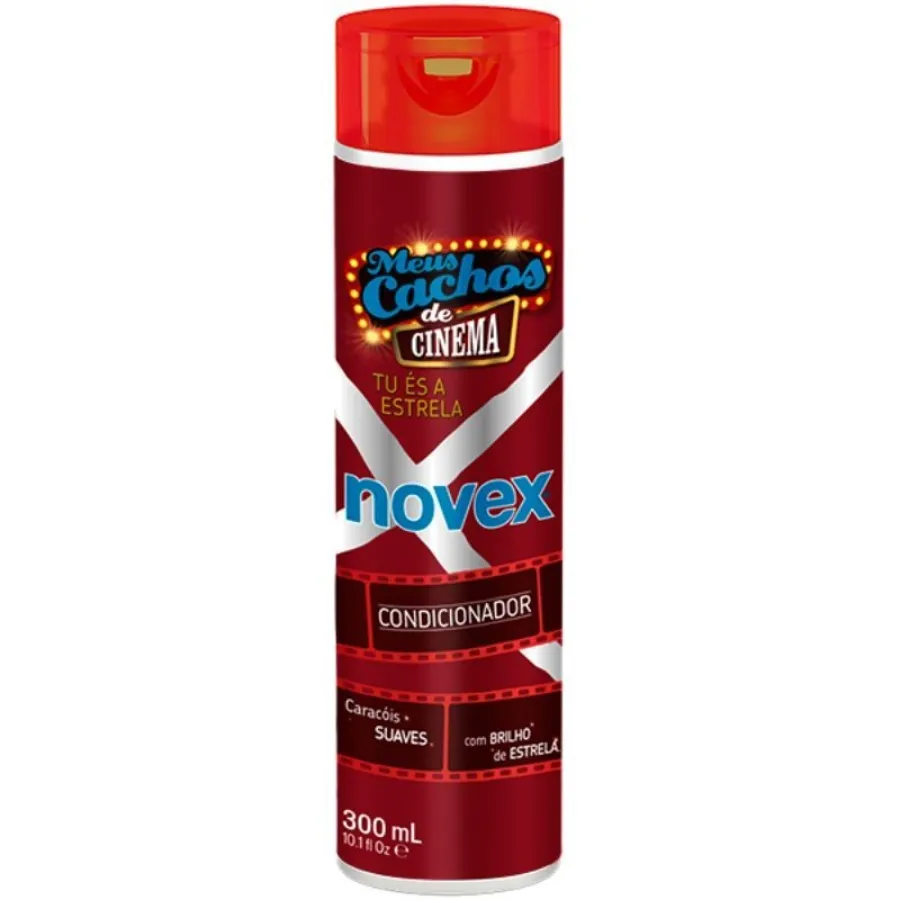 Meus
Cachos
de
CINEMA
TU ÉS A
ESTRELA
novex
CONDICIONADOR
Caracóis
SUAVES
com BRILHO
de ESTRELA
300 mL
10.1 fl Oz ℮